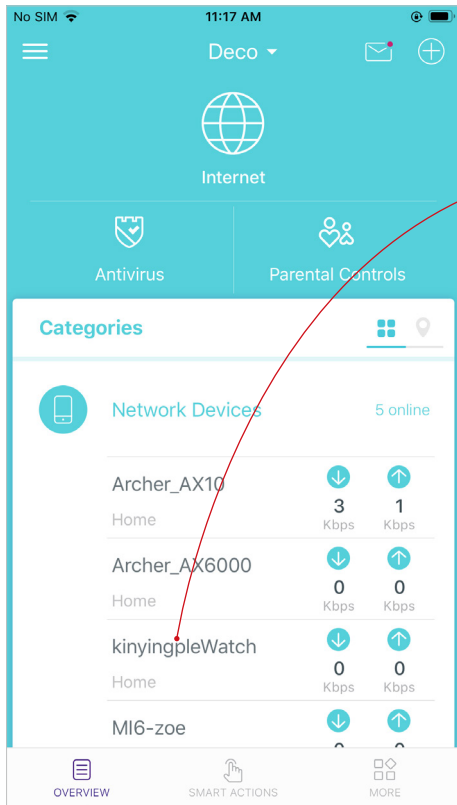 No SIM 11:17 AM
Deco
Internet
Antivirus Parental Controls
Categories
Network Devices 5 online
Archer_AX10 3 1
Home Kbps Kbps
Archer_AX6000 0 0
Home Kbps Kbps
kinyingpleWatch 0 0
Home Kbps Kbps
MI6-zoe
OVERVIEW SMART ACTIONS MORE